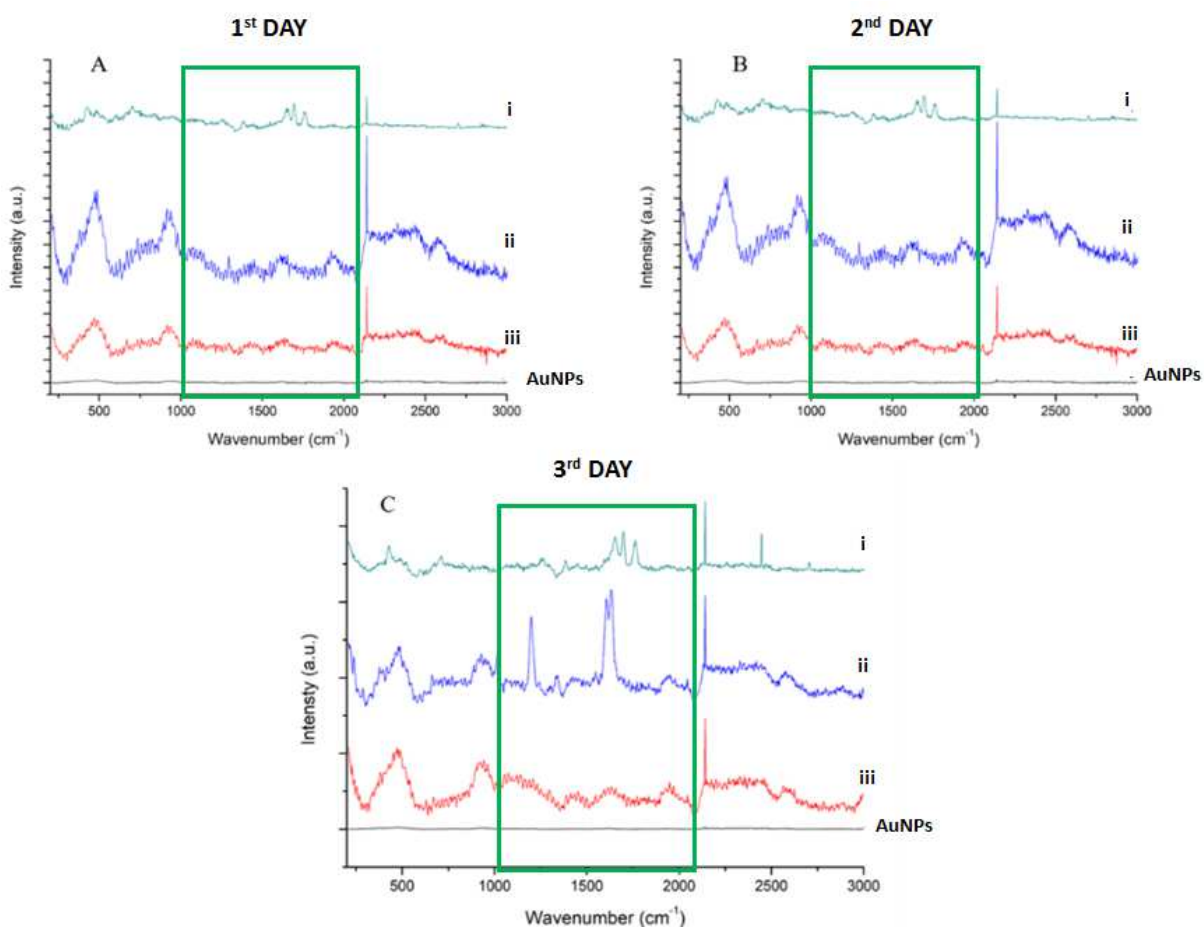 1st DAY
A
i
ii
iii
AuNPs
Intensity (a.u.)
500 1000 1500 2000 2500 3000
Wavenumber (cm-1)
2nd DAY
B
i
ii
iii
AuNPs
Intensity (a.u.)
500 1000 1500 2000 2500 3000
Wavenumber (cm-1)
3rd DAY
C
i
ii
iii
AuNPs
Intensty (a.u.)
500 1000 1500 2000 2500 3000
Wavenumber (cm-1)